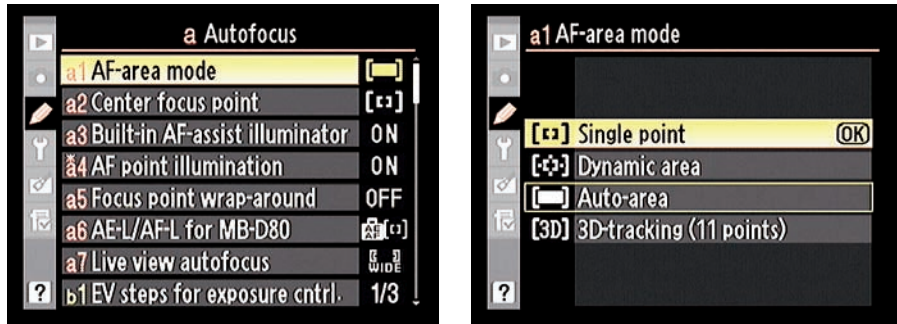 a Autofocus
a1 AF-area mode
a2 Center focus point
a3 Built-in AF-assist illuminator ON
a4 AF point illumination ON
a5 Focus point wrap-around OFF
a6 AE-L/AF-L for MB-D80
a7 Live view autofocus WIDE
b1 EV steps for exposure cntrl. 1/3
?
a1 AF-area mode
Single point OK
Dynamic area
Auto-area
[3D] 3D-tracking (11 points)
?